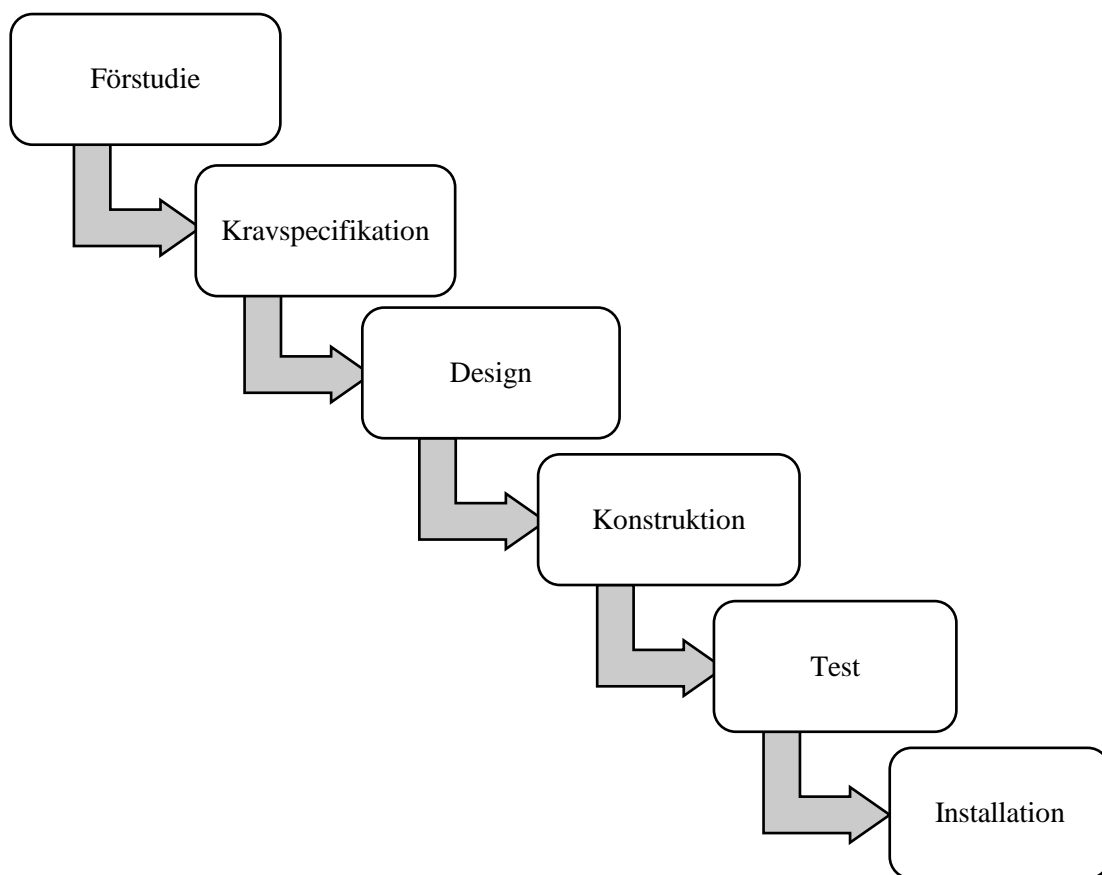 Förstudie
Kravspecifikation
Design
Konstruktion
Test
Installation